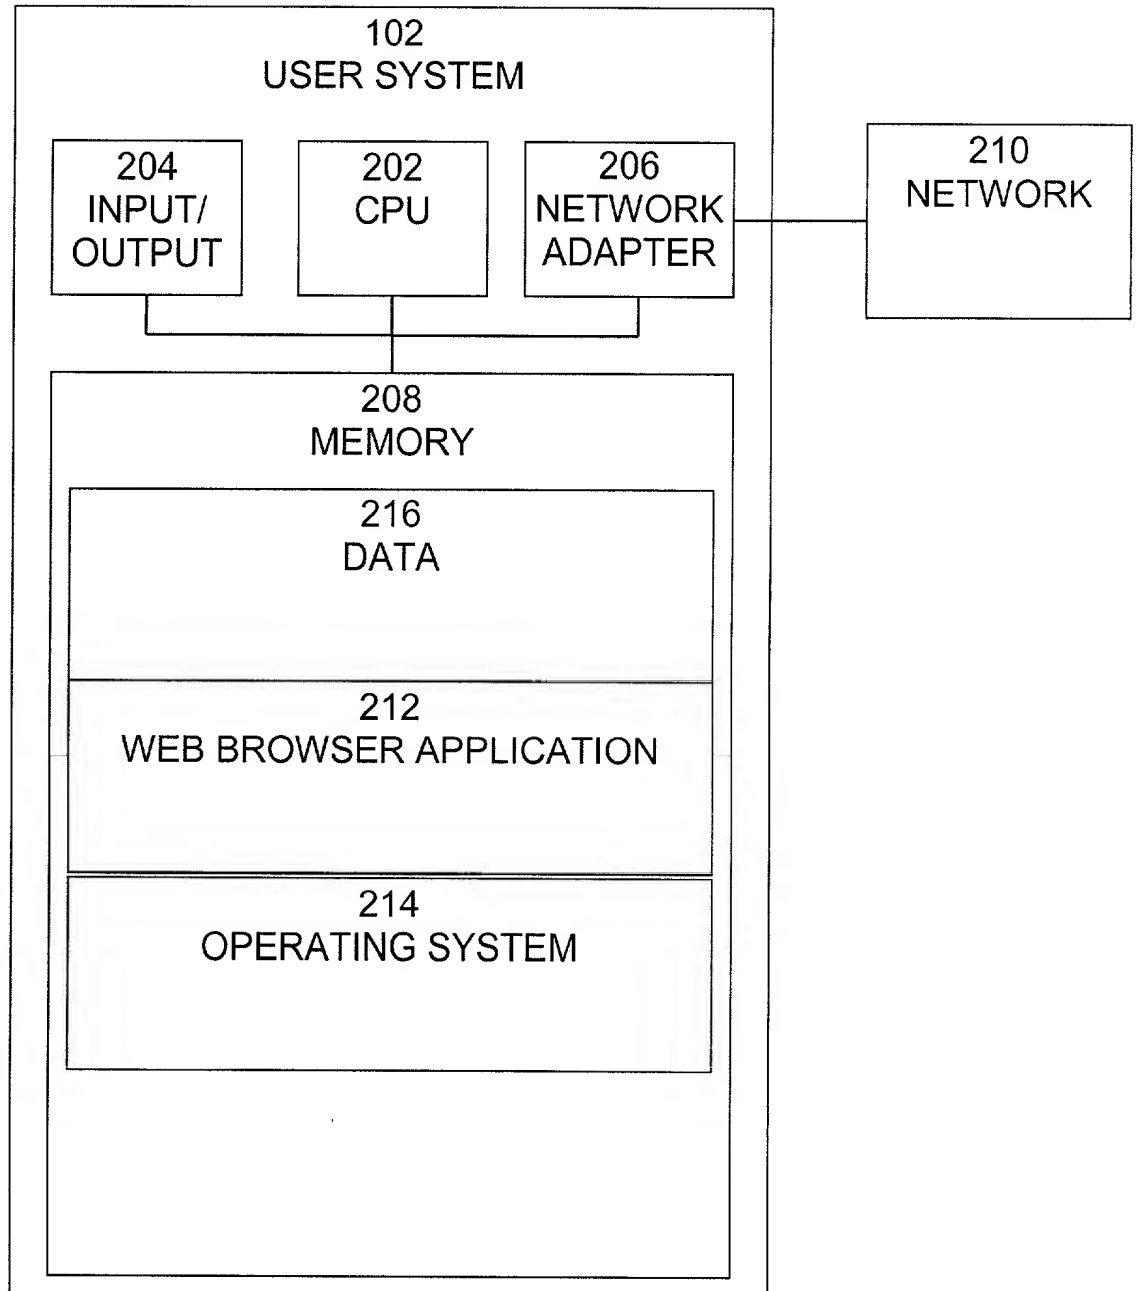 102
USER SYSTEM
204
INPUT/
OUTPUT
202
CPU
206
NETWORK
ADAPTER
210
NETWORK
208
MEMORY
216
DATA
212
WEB BROWSER APPLICATION
214
OPERATING SYSTEM